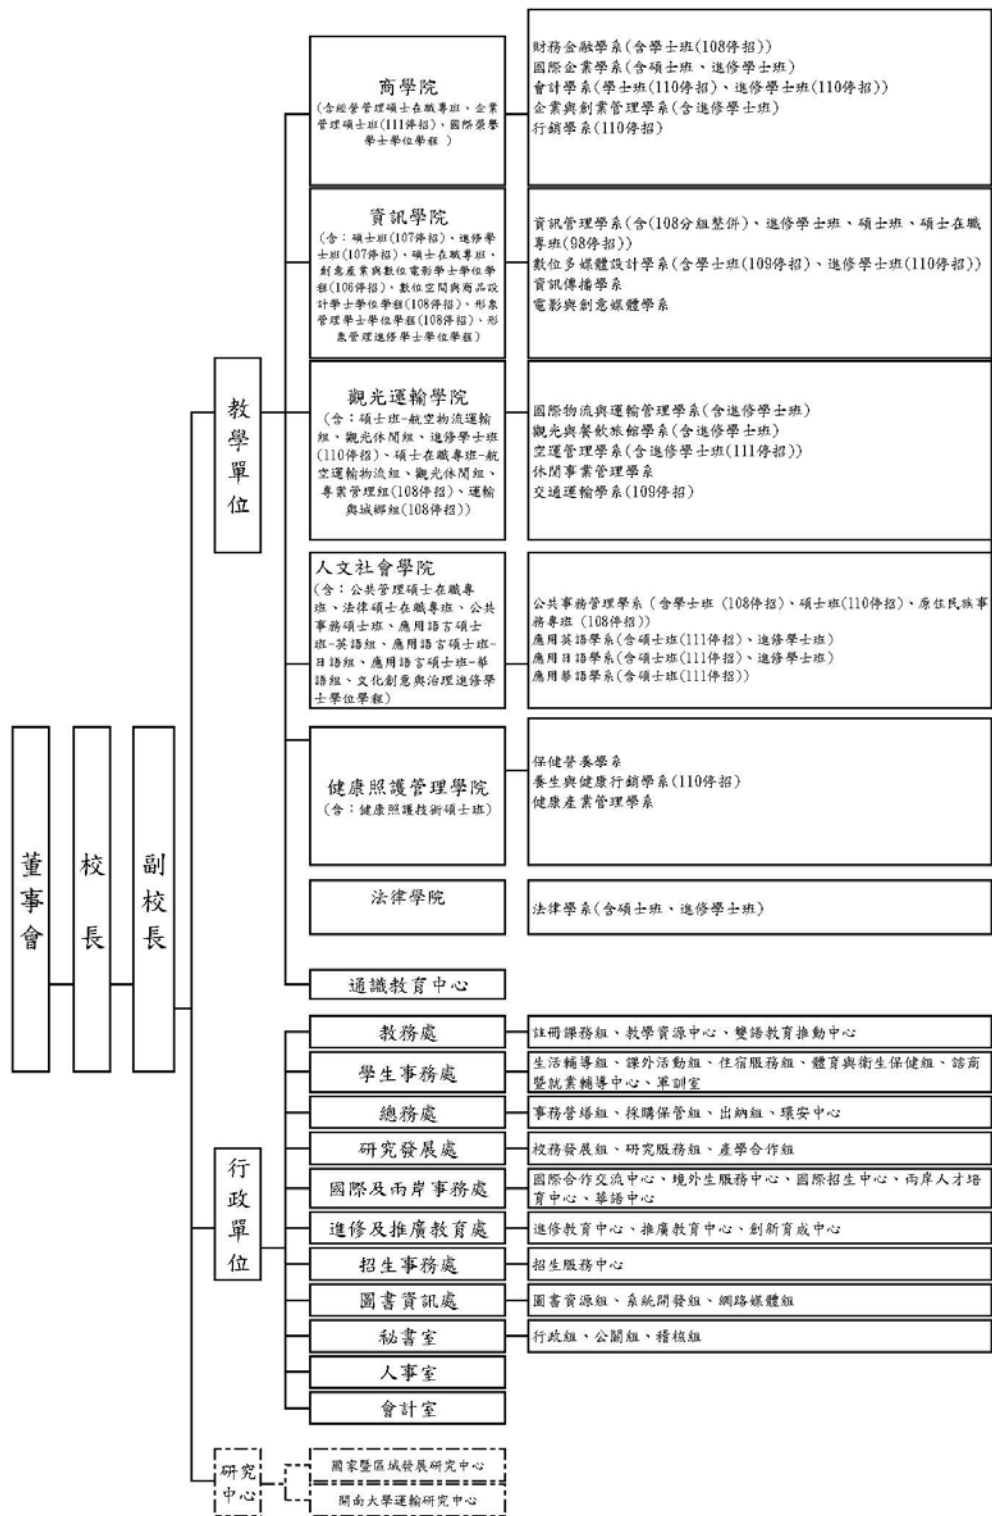 董事會
校長
副校長
教學單位
商學院
(含經營管理碩士在職專班、企業
管理碩士班(111停招)、國際榮譽
學士學位學程 )
財務金融學系(含學士班(108停招))
國際企業學系(含碩士班、進修學士班)
會計學系(學士班(110停招)、進修學士班(110停招))
企業與創業管理學系(含進修學士班)
行銷學系(110停招)
資訊學院
(含：碩士班(107停招)、進修學
士班(107停招)、碩士在職專班、
創意產業與數位電影學士學位學
程(106停招)、數位空間與商品設
計學士學位學程(108停招)、形象
管理學士學位學程(108停招)、形
象管理進修學士學位學程)
資訊管理學系(含(108分組整併)、進修學士班、碩士班、碩士在職
專班(98停招))
數位多媒體設計學系(含學士班(109停招)、進修學士班(110停招))
資訊傳播學系
電影與創意媒體學系
觀光運輸學院
(含：碩士班-航空物流運輸
組、觀光休閒組、進修學士班
(110停招)、碩士在職專班-航
空運輸物流組、觀光休閒組、
專案管理組(108停招)、運輸
與城鄉組(108停招))
國際物流與運輸管理學系(含進修學士班)
觀光與餐飲旅館學系(含進修學士班)
空運管理學系(含進修學士班(111停招))
休閒事業管理學系
交通運輸學系(109停招)
人文社會學院
(含：公共管理碩士在職專
班、法律碩士在職專班、公共
事務碩士班、應用語言碩士
班-英語組、應用語言碩士班-
日語組、應用語言碩士班-華
語組、文化創意與治理進修學
士學位學程)
公共事務管理學系 (含學士班 (108停招)、碩士班(110停招)、原住民族事
務專班 (108停招))
應用英語學系(含碩士班(111停招)、進修學士班)
應用日語學系(含碩士班(111停招)、進修學士班)
應用華語學系(含碩士班(111停招))
健康照護管理學院
(含：健康照護技術碩士班)
保健營養學系
養生與健康行銷學系(110停招)
健康產業管理學系
法律學院
法律學系(含碩士班、進修學士班)
通識教育中心
行政單位
教務處
註冊課務組、教學資源中心、雙語教育推動中心
學生事務處
生活輔導組、課外活動組、住宿服務組、體育與衛生保健組、諮商
暨就業輔導中心、軍訓室
總務處
事務營繕組、採購保管組、出納組、環安中心
研究發展處
校務發展組、研究服務組、產學合作組
國際及兩岸事務處
國際合作交流中心、境外生服務中心、國際招生中心、兩岸人才培
育中心、華語中心
進修及推廣教育處
進修教育中心、推廣教育中心、創新育成中心
招生事務處
招生服務中心
圖書資訊處
圖書資源組、系統開發組、網路媒體組
秘書室
行政組、公關組、稽核組
人事室
會計室
研究
中心
國家暨區域發展研究中心
開南大學運輸研究中心